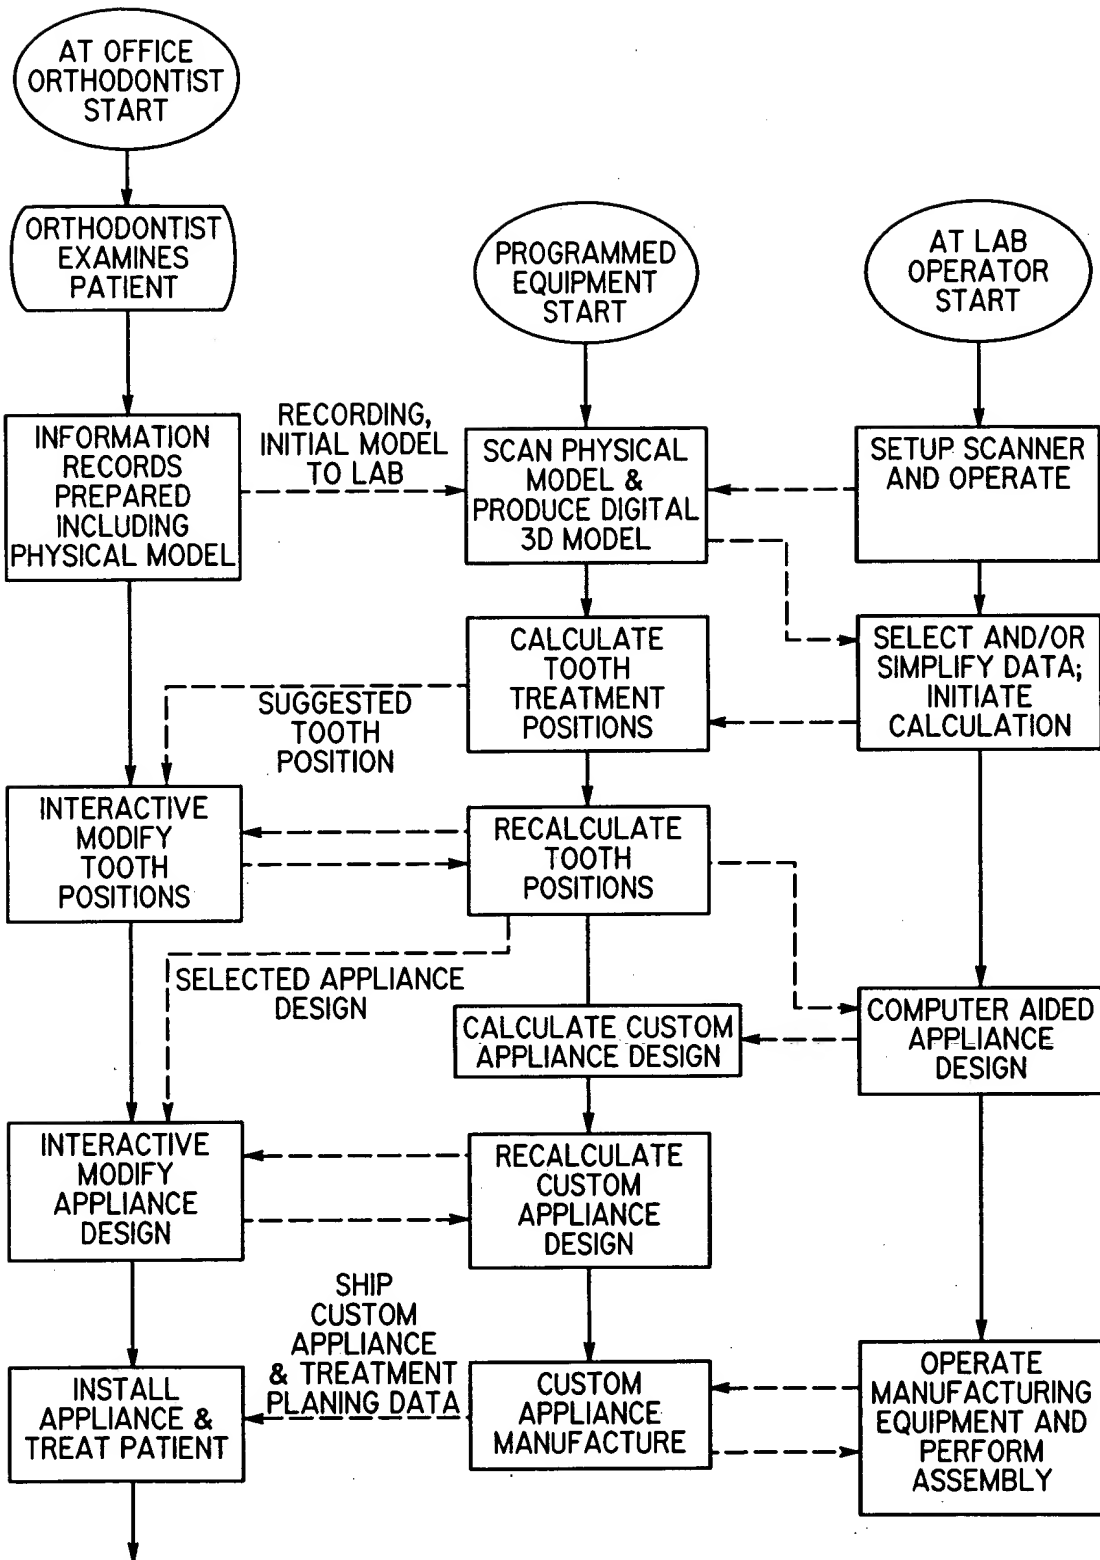 AT OFFICE
ORTHODONTIST
START
ORTHODONTIST
EXAMINES
PATIENT
PROGRAMMED
EQUIPMENT
START
AT LAB
OPERATOR
START
INFORMATION
RECORDS
PREPARED
INCLUDING
PHYSICAL MODEL
RECORDING,
INITIAL MODEL
TO LAB
SCAN PHYSICAL
MODEL &
PRODUCE DIGITAL
3D MODEL
SETUP SCANNER
AND OPERATE
CALCULATE
TOOTH
TREATMENT
POSITIONS
SELECT AND/OR
SIMPLIFY DATA;
INITIATE
CALCULATION
SUGGESTED
TOOTH
POSITION
INTERACTIVE
MODIFY
TOOTH
POSITIONS
RECALCULATE
TOOTH
POSITIONS
SELECTED APPLIANCE
DESIGN
CALCULATE CUSTOM
APPLIANCE DESIGN
COMPUTER AIDED
APPLIANCE
DESIGN
INTERACTIVE
MODIFY
APPLIANCE
DESIGN
RECALCULATE
CUSTOM
APPLIANCE
DESIGN
SHIP
CUSTOM
APPLIANCE
& TREATMENT
PLANING DATA
INSTALL
APPLIANCE &
TREAT PATIENT
CUSTOM
APPLIANCE
MANUFACTURE
OPERATE
MANUFACTURING
EQUIPMENT AND
PERFORM
ASSEMBLY